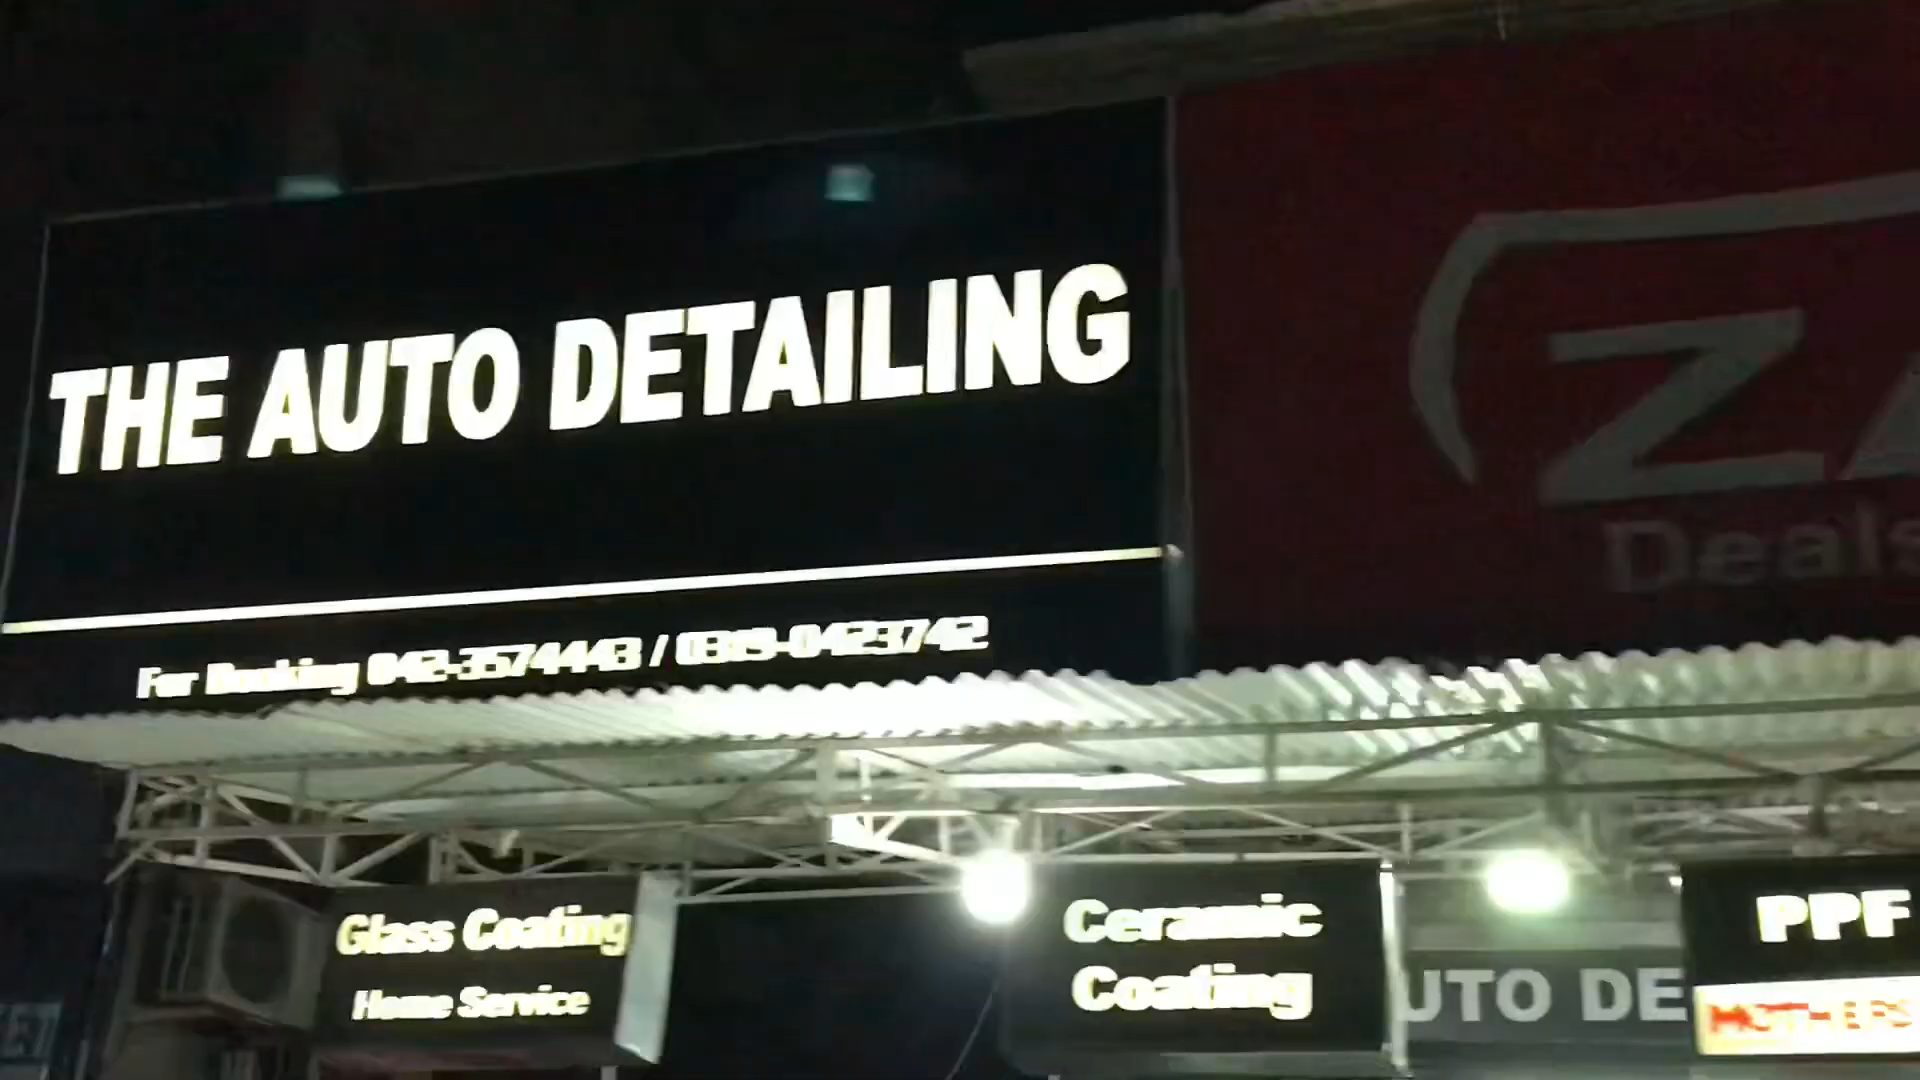 THE AUTO DETAILING
For Booking 042-3574443 / 0319-0423742
Deals
Glass Coating
Home Service
Ceramic
Coating
UTO DE
PPF
MOTHERS